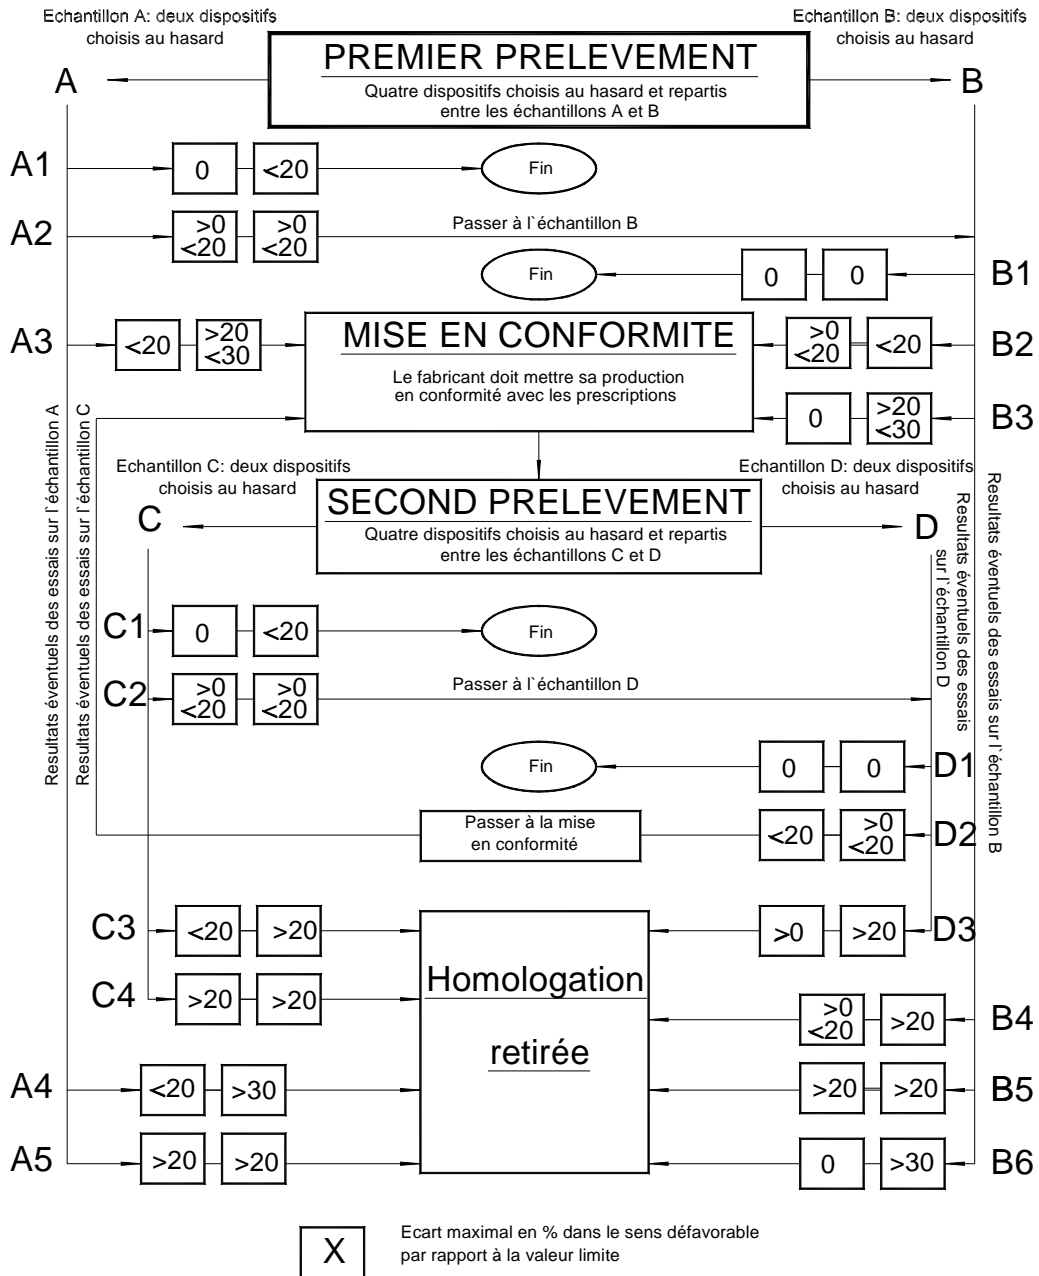 Echantillon A: deux dispositifs
choisis au hasard
Echantillon B: deux dispositifs
choisis au hasard
PREMIER PRELEVEMENT
Quatre dispositifs choisis au hasard et repartis
entre les échantillons A et B
A
B
A1
0
<20
Fin
A2
>0
<20
>0
<20
Passer à l`échantillon B
Fin
0
0
B1
A3
<20
>20
<30
MISE EN CONFORMITE
Le fabricant doit mettre sa production
en conformité avec les prescriptions
>0
<20
<20
B2
0
>20
<30
B3
Resultats éventuels des essais sur l`échantillon A
Resultats éventuels des essais sur l`échantillon C
Echantillon C: deux dispositifs
choisis au hasard
Echantillon D: deux dispositifs
choisis au hasard
SECOND PRELEVEMENT
Quatre dispositifs choisis au hasard et repartis
entre les échantillons C et D
C
D
Resultats éventuels des essais
sur l`échantillon D
Resultats éventuels des essais sur l`échantillon B
C1
0
<20
Fin
C2
>0
<20
>0
<20
Passer à l`échantillon D
Fin
0
0
D1
Passer à la mise
en conformité
<20
>0
<20
D2
C3
<20
>20
>0
>20
D3
C4
>20
>20
Homologation
retirée
>0
<20
>20
B4
A4
<20
>30
>20
>20
B5
A5
>20
>20
0
>30
B6
X
Ecart maximal en % dans le sens défavorable
par rapport à la valeur limite